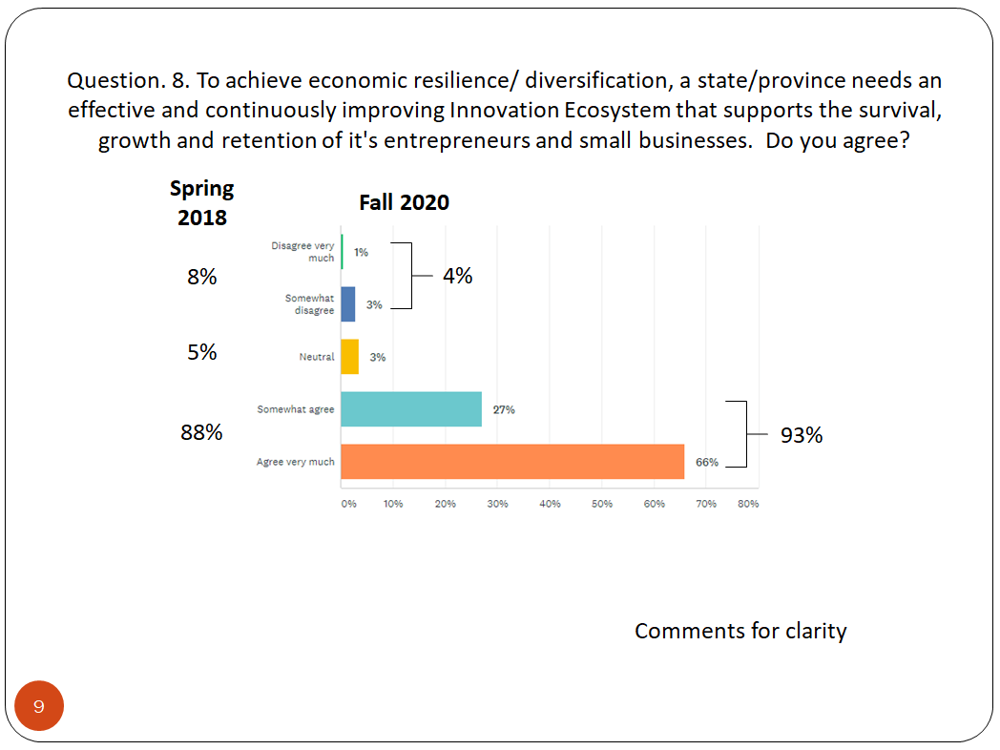 Question. 8. To achieve economic resilience/ diversification, a state/province needs an
effective and continuously improving Innovation Ecosystem that supports the survival,
growth and retention of it's entrepreneurs and small businesses.  Do you agree?
Spring
2018
Fall 2020
8%
5%
88%
Disagree very
much
1%
Somewhat
disagree
3%
4%
Neutral
3%
Somewhat agree
27%
Agree very much
66%
93%
0% 10% 20% 30% 40% 50% 60% 70% 80%
Comments for clarity
9